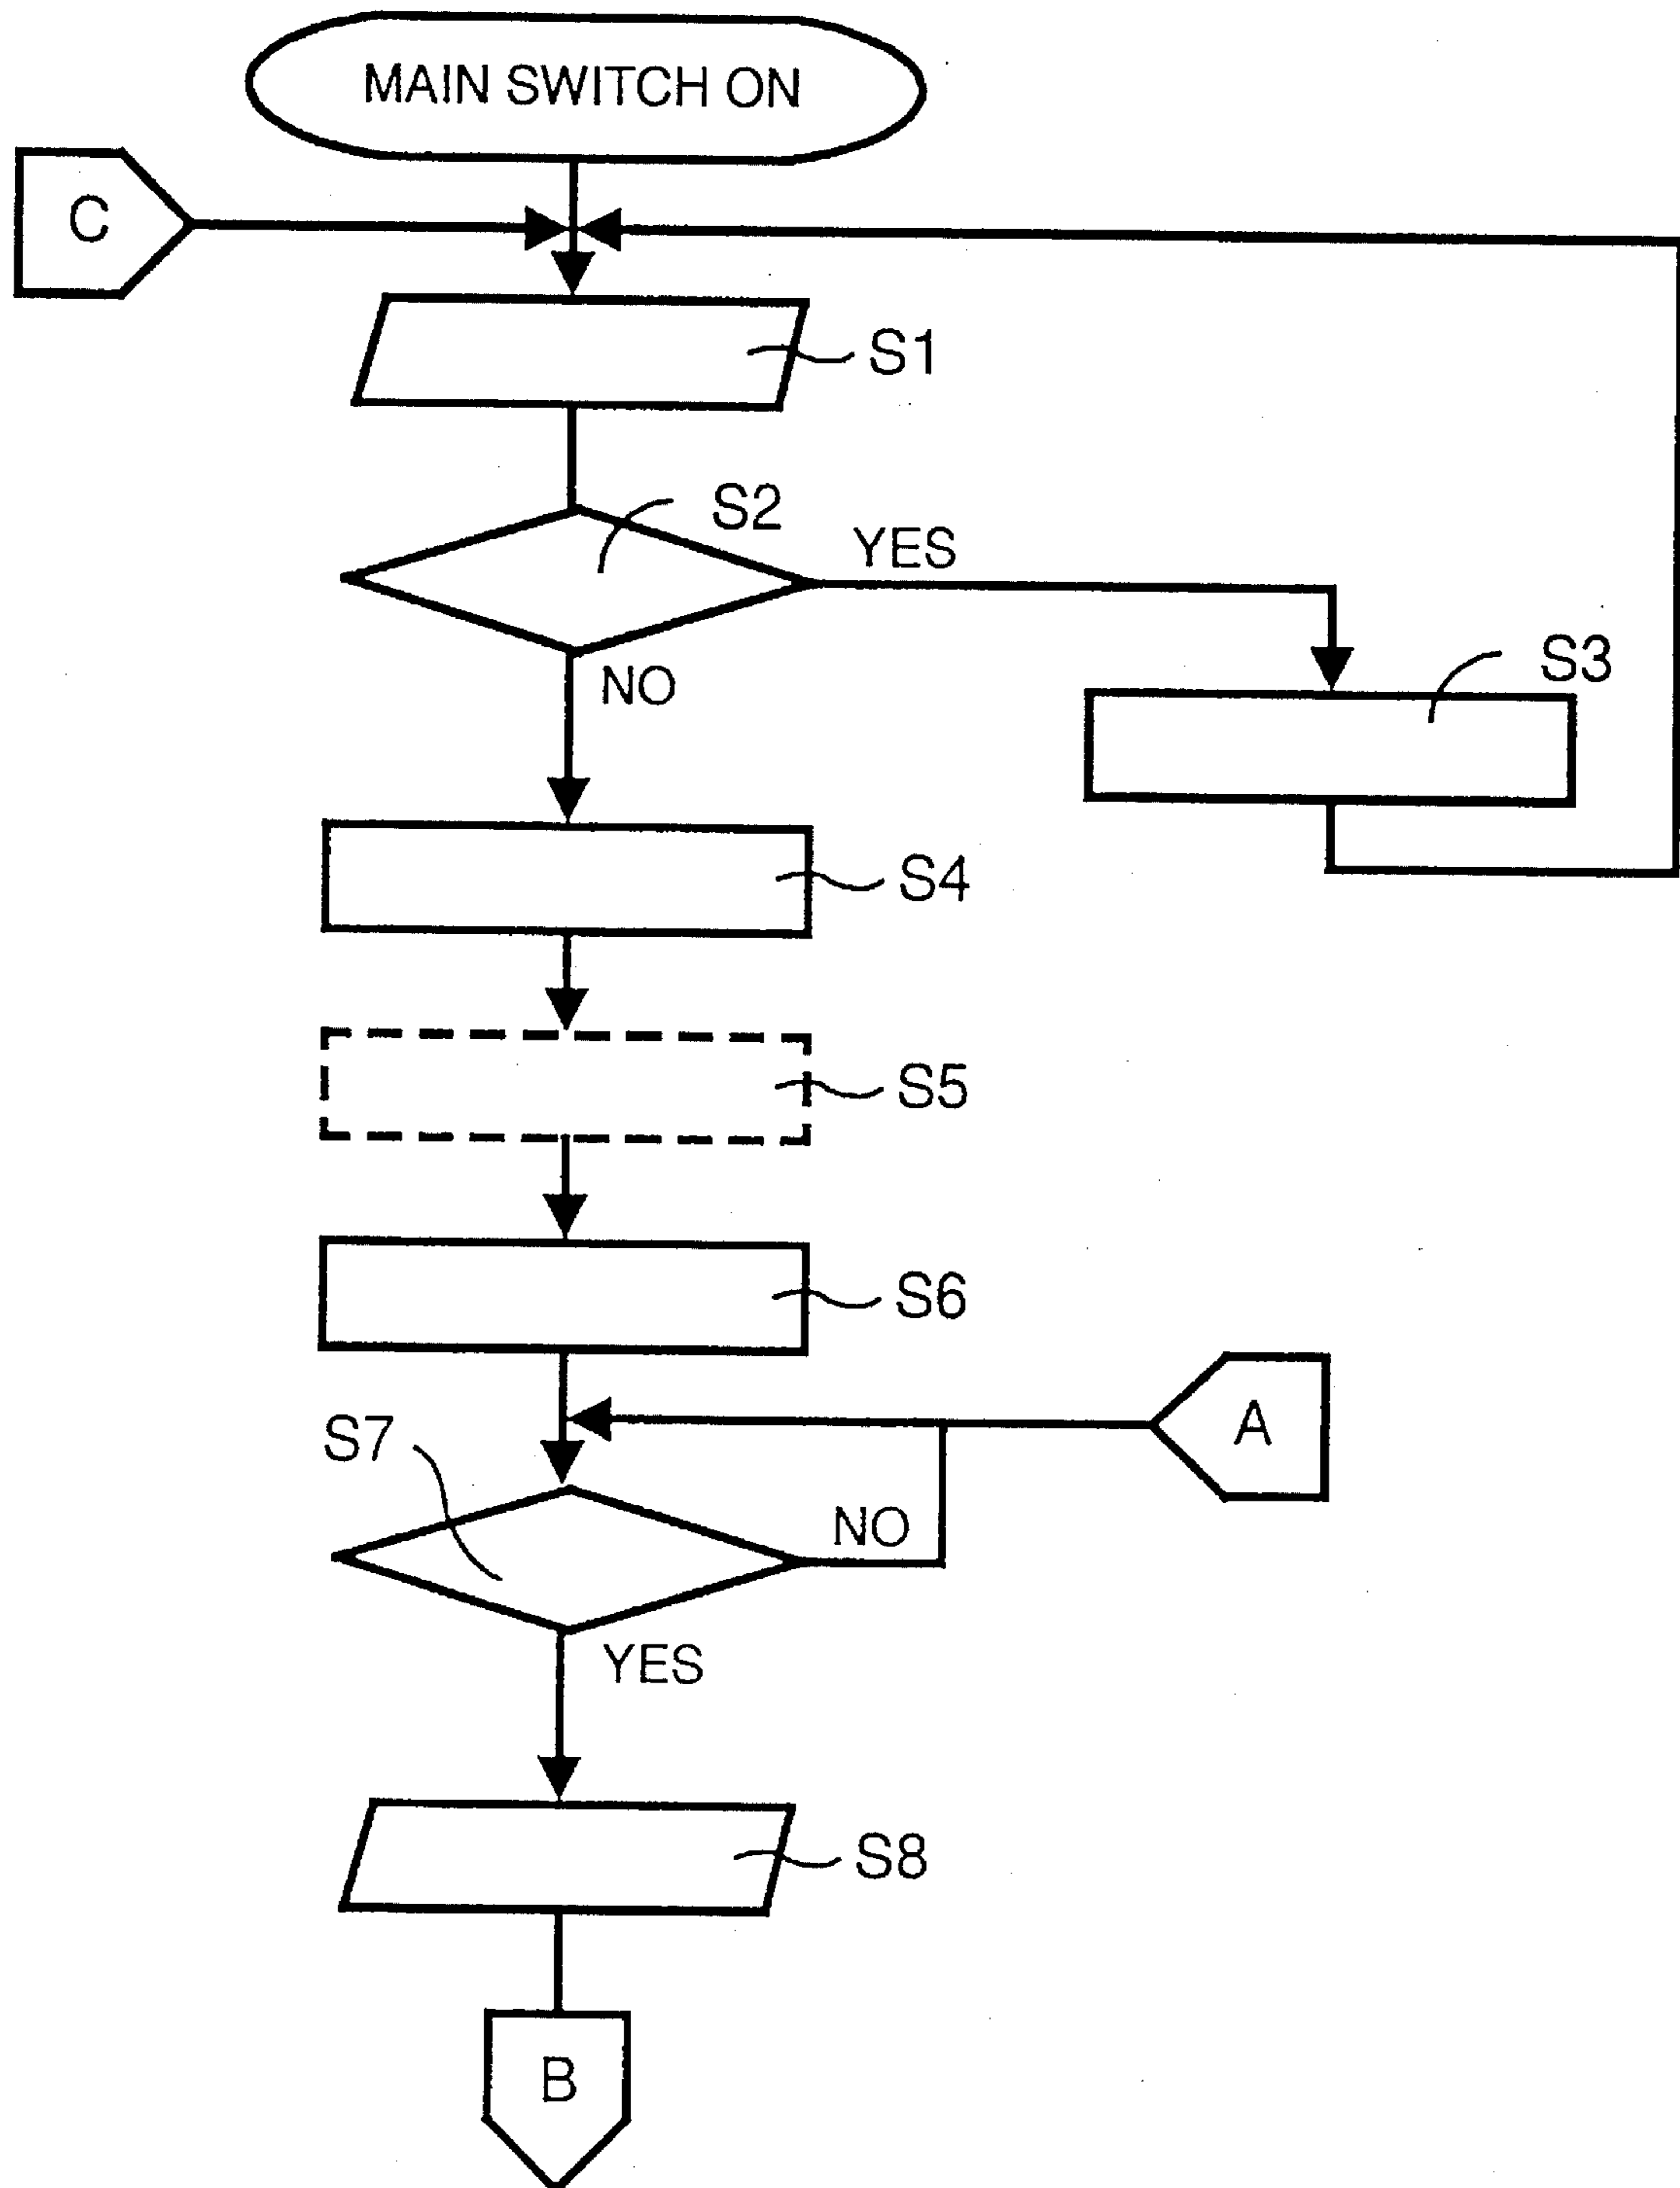 MAIN SWITCH ON
C
S1
S2
YES
NO
S3
S4
S5
S6
A
S7
NO
YES
S8
B